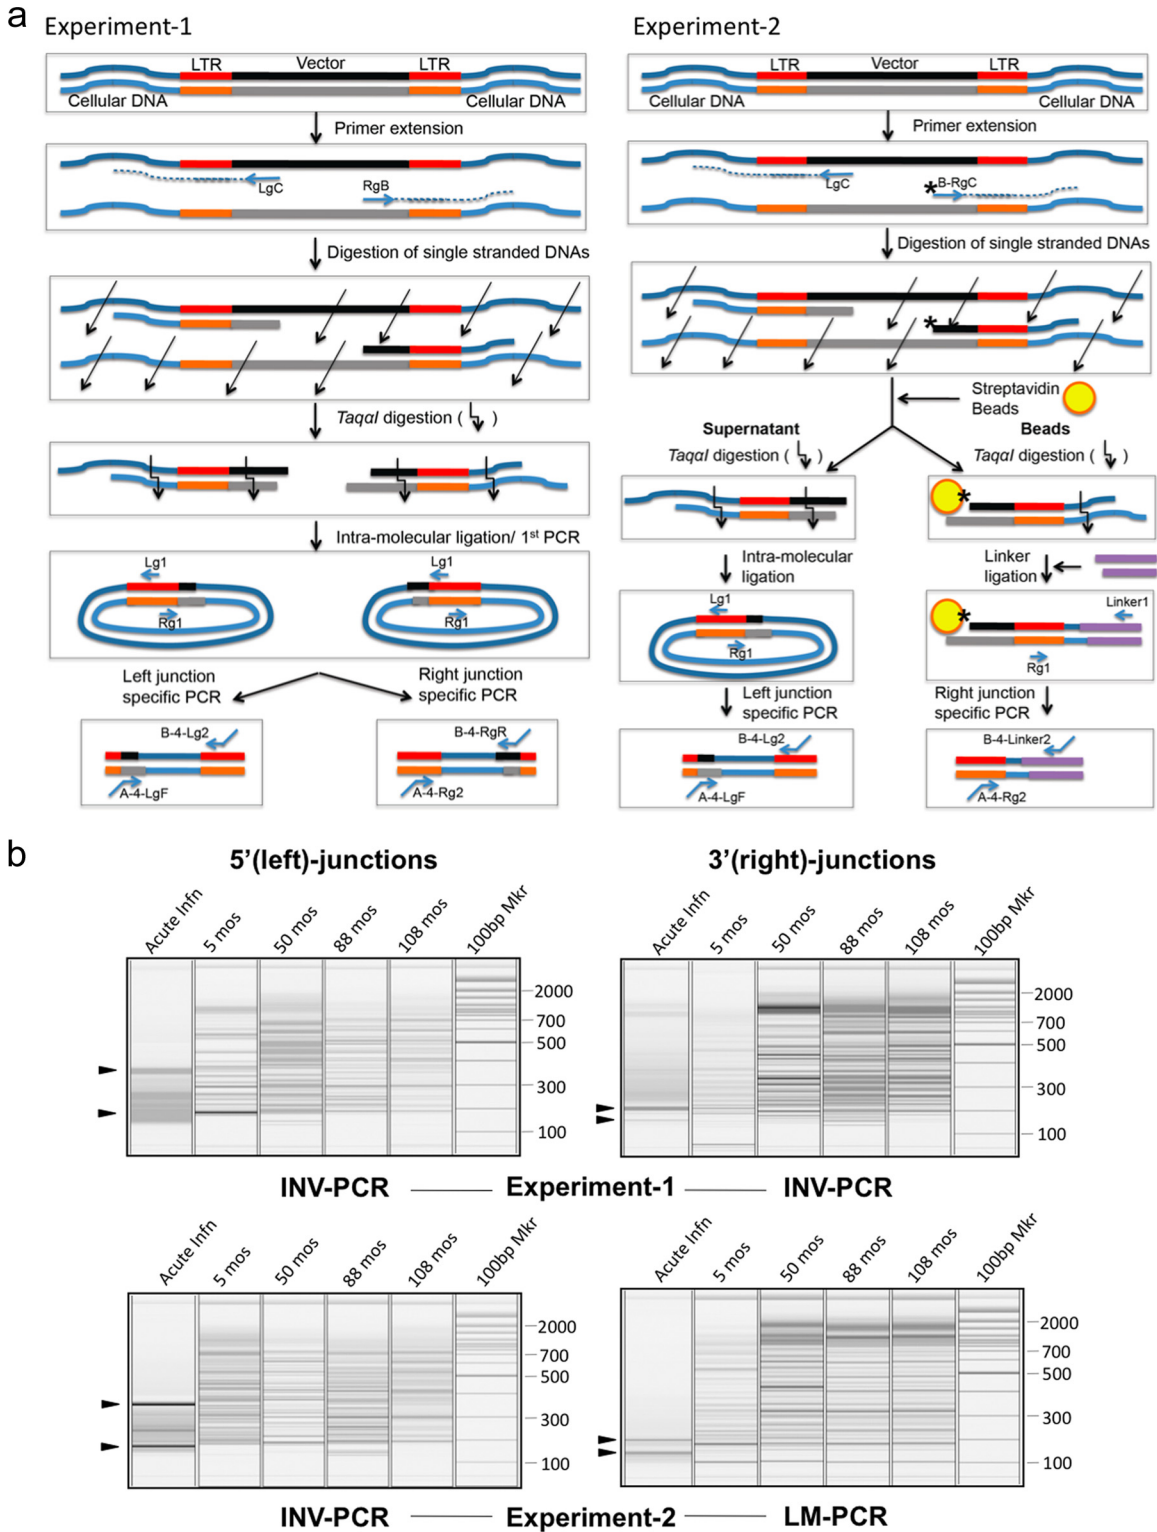 a
Experiment-1
LTR
Vector
LTR
Cellular DNA
Cellular DNA
Primer extension
LgC
RgB
Digestion of single stranded DNAs
TaqαI digestion ( )
Intra-molecular ligation/ 1st PCR
Lg1
Rg1
Lg1
Rg1
Left junction
specific PCR
Right junction
specific PCR
B-4-Lg2
A-4-LgF
B-4-RgR
A-4-Rg2
Experiment-2
LTR
Vector
LTR
Cellular DNA
Cellular DNA
Primer extension
LgC
*B-RgC
Digestion of single stranded DNAs
*
Streptavidin
Beads
Supernatant
TaqαI digestion ( )
Beads
TaqαI digestion ( )
*
Intra-molecular
ligation
Linker
ligation
Lg1
Rg1
*
Linker1
Rg1
Left junction
specific PCR
Right junction
specific PCR
B-4-Lg2
A-4-LgF
B-4-Linker2
A-4-Rg2
b
5'(left)-junctions
3'(right)-junctions
Acute Infn
5 mos
50 mos
88 mos
108 mos
100bp Mkr
2000
700
500
300
100
Acute Infn
5 mos
50 mos
88 mos
108 mos
100bp Mkr
2000
700
500
300
100
INV-PCR Experiment-1 INV-PCR
Acute Infn
5 mos
50 mos
88 mos
108 mos
100bp Mkr
2000
700
500
300
100
Acute Infn
5 mos
50 mos
88 mos
108 mos
100bp Mkr
2000
700
500
300
100
INV-PCR Experiment-2 LM-PCR